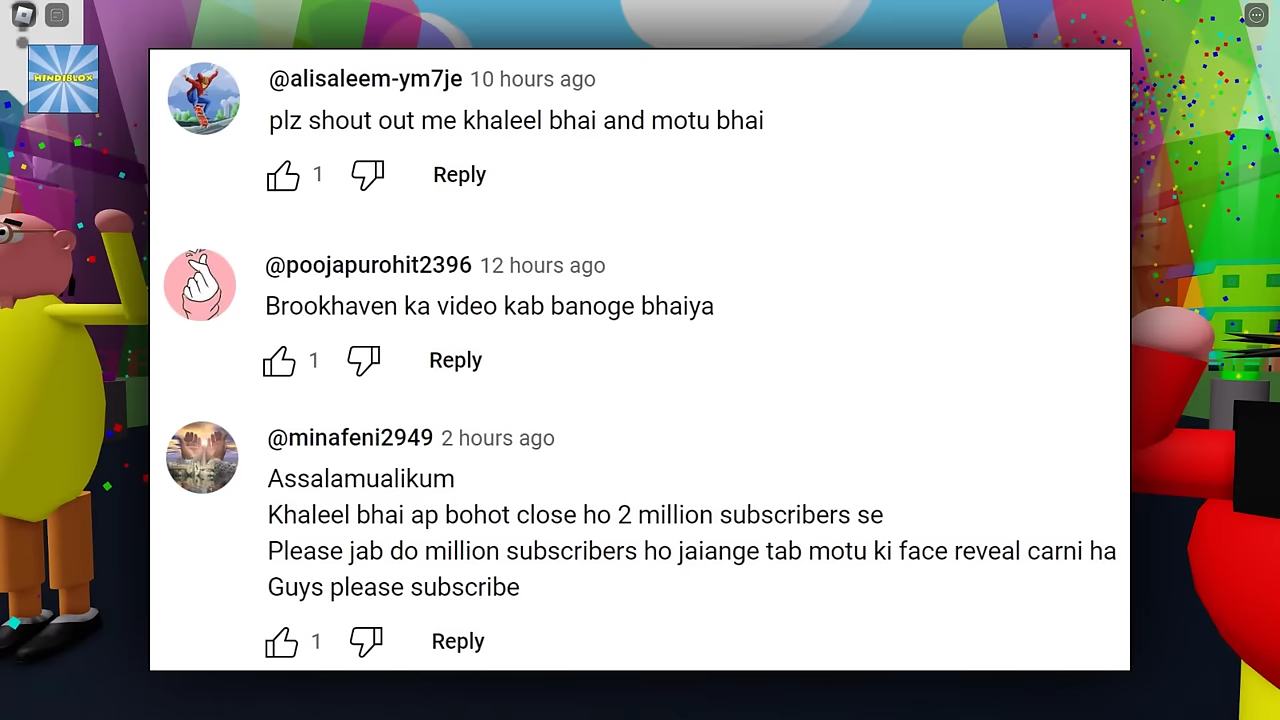 HINDIBLOX
@alisaleem-ym7je 10 hours ago
plz shout out me khaleel bhai and motu bhai
1 Reply
@poojapurohit2396 12 hours ago
Brookhaven ka video kab banoge bhaiya
1 Reply
@minafeni2949 2 hours ago
Assalamualikum
Khaleel bhai ap bohot close ho 2 million subscribers se
Please jab do million subscribers ho jaiange tab motu ki face reveal carni ha
Guys please subscribe
1 Reply